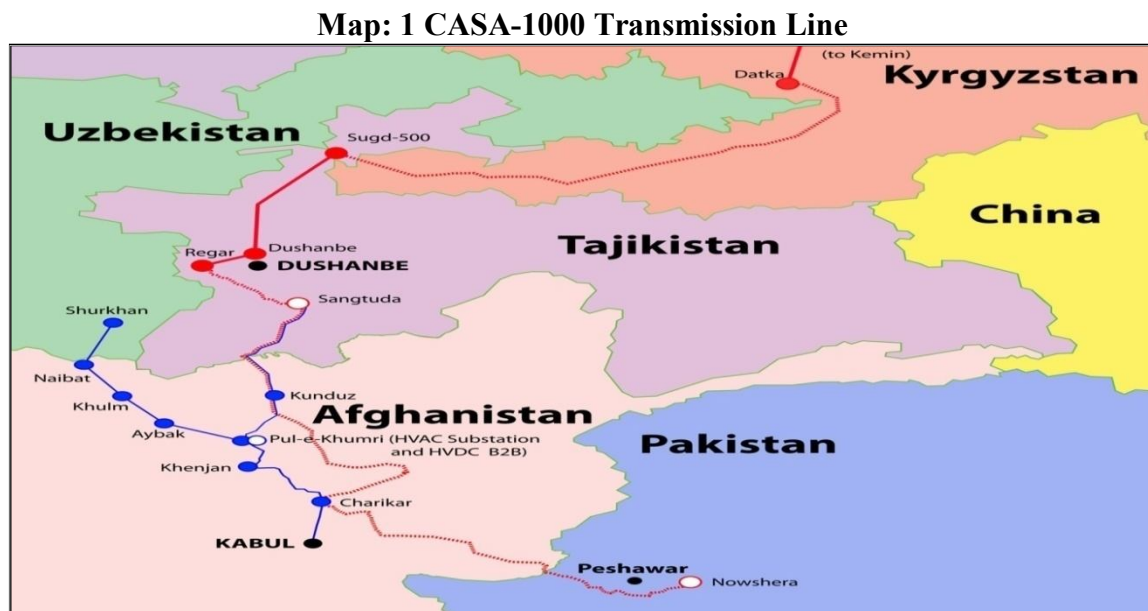 Map: 1 CASA-1000 Transmission Line
(to Kemin)
Datka
Kyrgyzstan
Uzbekistan
Sugd-500
China
Tajikistan
Dushanbe
Regar
DUSHANBE
Sangtuda
Shurkhan
Naibat
Kunduz
Khulm
Afghanistan
Aybak
Pul-e-Khumri (HVAC Substation
and HVDC B2B)
Pakistan
Khenjan
Charikar
KABUL
Peshawar
Nowshera